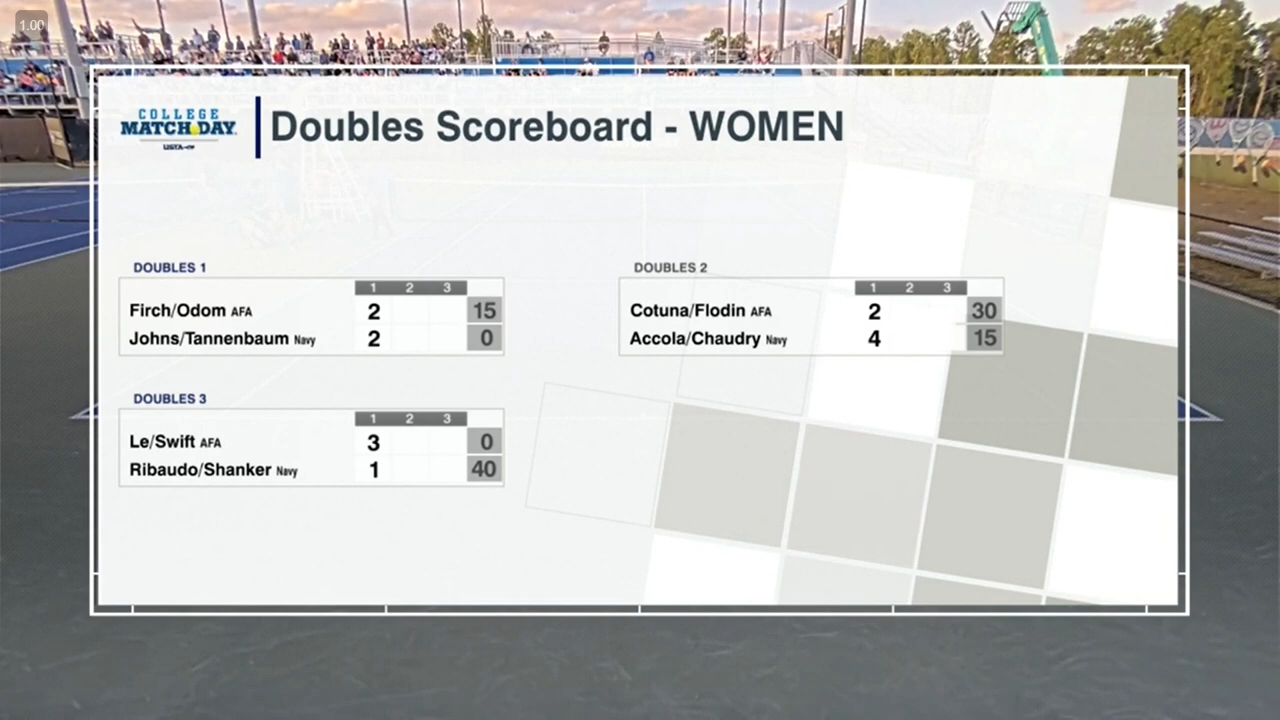 1.00
COLLEGE
MATCH DAY
USTA
Doubles Scoreboard - WOMEN
DOUBLES 1
1 2 3
Firch/Odom AFA 2 15
Johns/Tannenbaum Navy 2 0
DOUBLES 2
1 2 3
Cotuna/Flodin AFA 2 30
Accola/Chaudry Navy 4 15
DOUBLES 3
1 2 3
Le/Swift AFA 3 0
Ribaudo/Shanker Navy 1 40